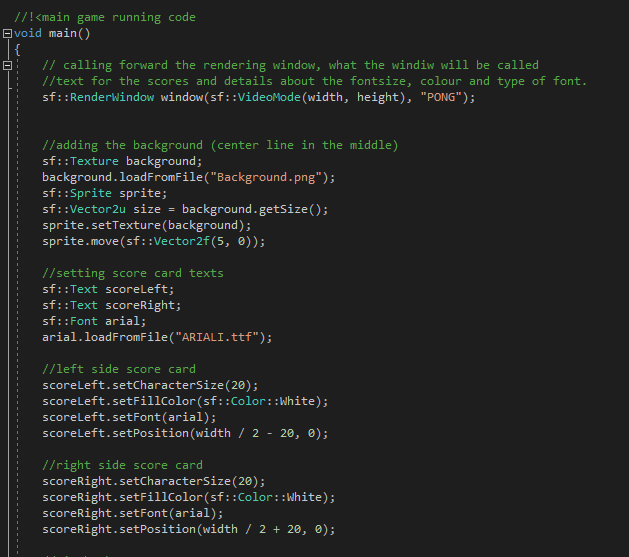 //!<main game running code
void main()
{
// calling forward the rendering window, what the windiw will be called
//text for the scores and details about the fontsize, colour and type of font.
sf::RenderWindow window(sf::VideoMode(width, height), "PONG");
//adding the background (center line in the middle)
sf::Texture background;
background.loadFromFile("Background.png");
sf::Sprite sprite;
sf::Vector2u size = background.getSize();
sprite.setTexture(background);
sprite.move(sf::Vector2f(5, 0));
//setting score card texts
sf::Text scoreLeft;
sf::Text scoreRight;
sf::Font arial;
arial.loadFromFile("ARIALI.ttf");
//left side score card
scoreLeft.setCharacterSize(20);
scoreLeft.setFillColor(sf::Color::White);
scoreLeft.setFont(arial);
scoreLeft.setPosition(width / 2 - 20, 0);
//right side score card
scoreRight.setCharacterSize(20);
scoreRight.setFillColor(sf::Color::White);
scoreRight.setFont(arial);
scoreRight.setPosition(width / 2 + 20, 0);